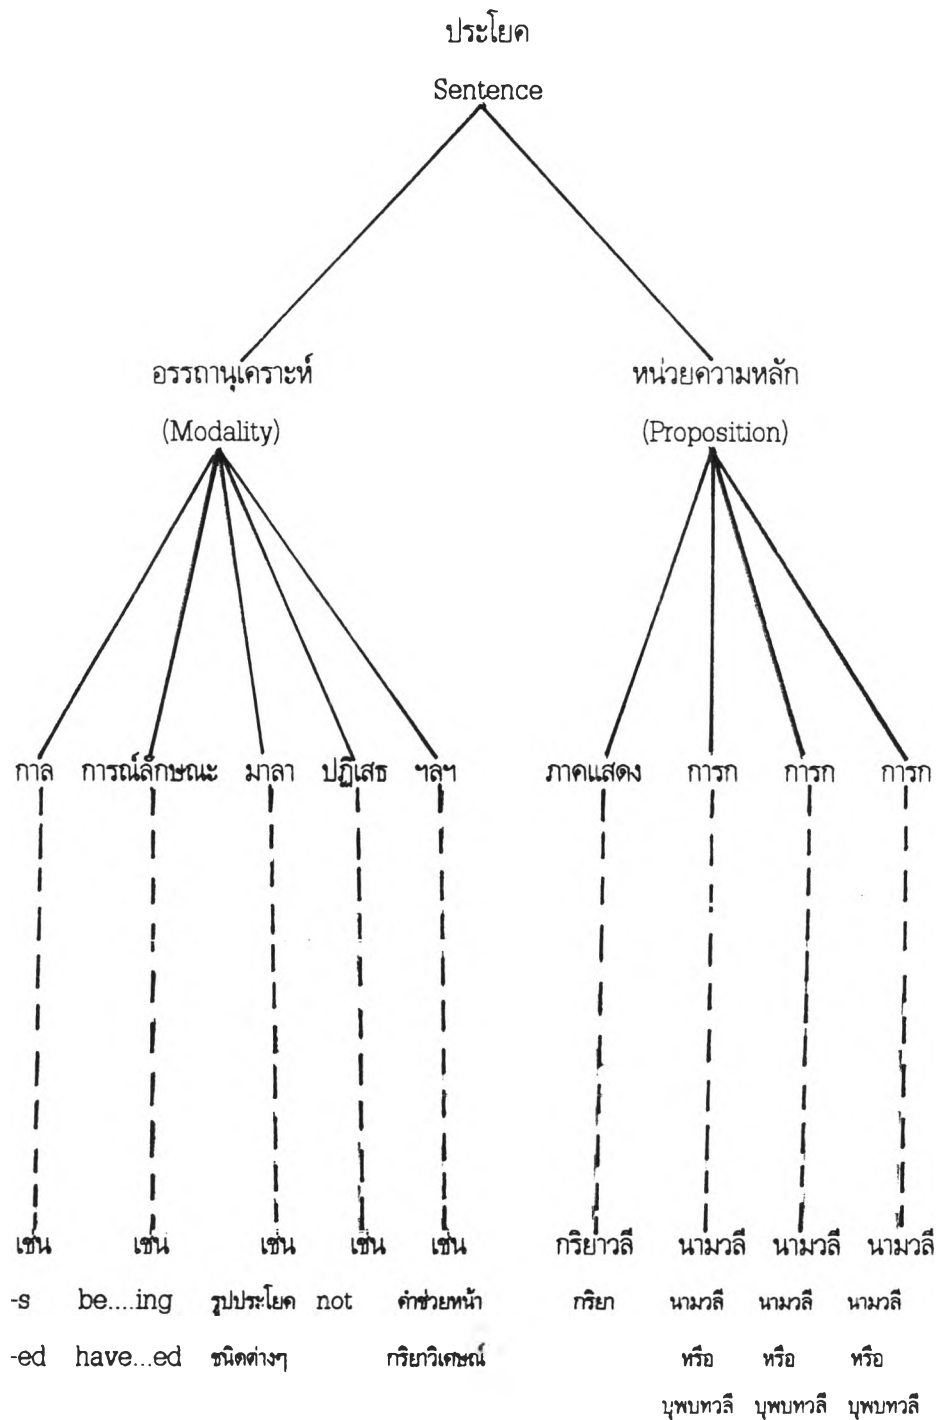 ประโยค
Sentence
อรรถานุเคราะห์ หน่วยความหลัก
(Modality) (Proposition)
กาล การณ์ลักษณะ มาลา ปฏิเสธ ฯลฯ ภาคแสดง การก การก การก
เช่น เช่น เช่น เช่น เช่น กริยาวลี นามวลี นามวลี นามวลี
-s be....ing รูปประโยค not คำช่วยหน้า กริยา นามวลี นามวลี นามวลี
-ed have...ed ชนิดต่างๆ กริยาวิเศษณ์ หรือ หรือ หรือ
บุพบทวลี บุพบทวลี บุพบทวลี